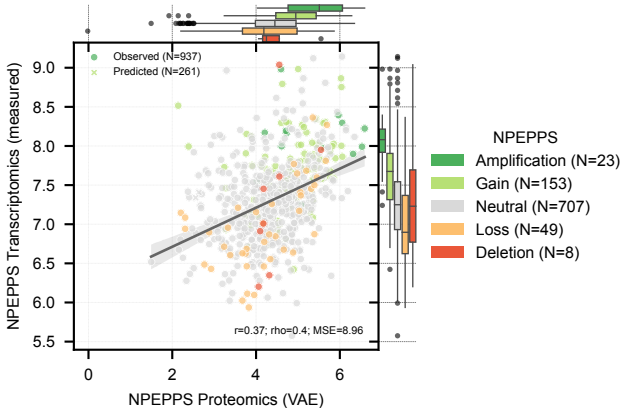 Observed (N=937)
Predicted (N=261)
9.0
8.5
8.0
7.5
7.0
6.5
6.0
5.5
NPEPPS Transcriptomics (measured)
r=0.37; rho=0.4; MSE=8.96
0 2 4 6
NPEPPS Proteomics (VAE)
NPEPPS
Amplification (N=23)
Gain (N=153)
Neutral (N=707)
Loss (N=49)
Deletion (N=8)